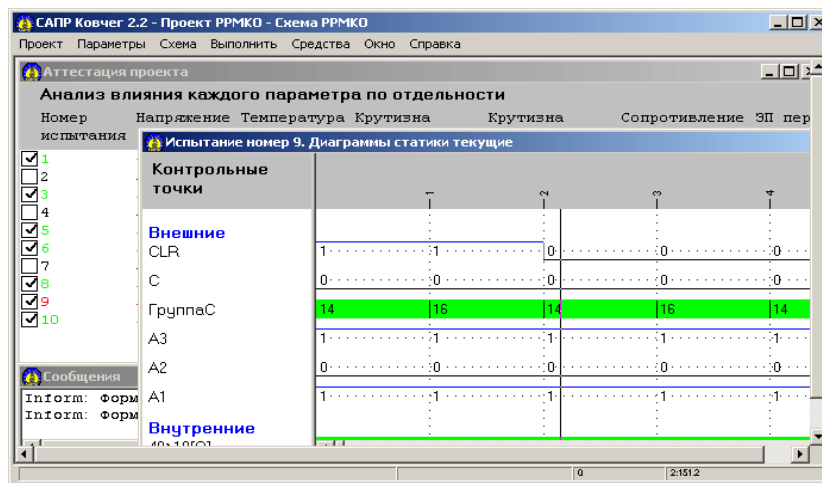 САПР Ковчег 2.2 - Проект РРМКО - Схема РРМКО
Проект Параметры Схема Выполнить Средства Окно Справка
Аттестация проекта
Анализ влияния каждого параметра по отдельности
Номер Напряжение Температура Крутизна Крутизна Сопротивление ЭП пер
испытания
Испытание номер 9. Диаграммы статики текущие
Контрольные
точки
1 2 3 4
Внешние
CLR 1 1 0 0 0
C 0 0 0 0 0
ГруппаС 14 16 14 16 14
A3 1 1 1 1 1
A2 0 0 0 0 0
A1 1 1 1 1 1
Внутренние
1
2
3
4
5
6
7
8
9
10
Сообщения
Inform: Форм
Inform: Форм
0 2:151.2